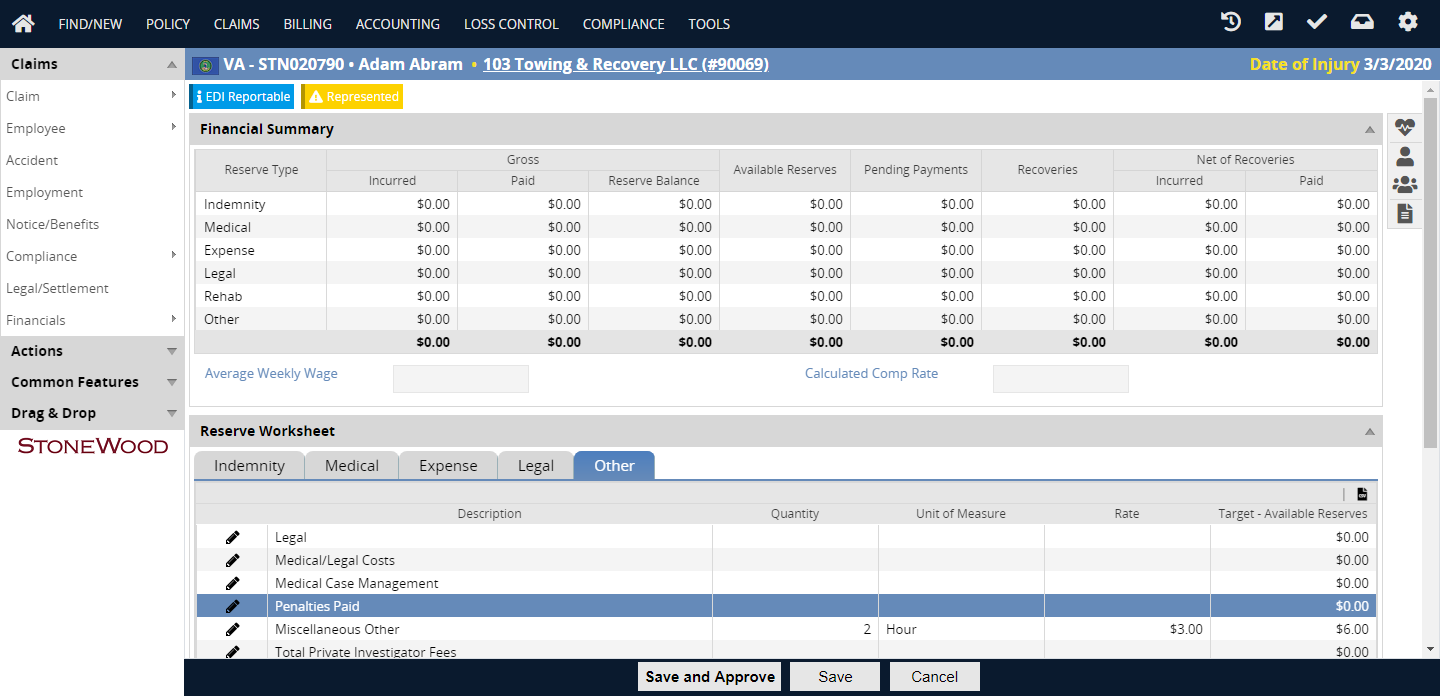 FIND/NEW POLICY CLAIMS BILLING ACCOUNTING LOSS CONTROL COMPLIANCE TOOLS
Claims
Claim
Employee
Accident
Employment
Notice/Benefits
Compliance
Legal/Settlement
Financials
Actions
Common Features
Drag & Drop
STONEWOOD
VA - STN020790 • Adam Abram • 103 Towing & Recovery LLC (#90069) Date of Injury 3/3/2020
EDI Reportable Represented
Financial Summary
Reserve Type Gross Available Reserves Pending Payments Recoveries Net of Recoveries
Incurred Paid Reserve Balance Incurred Paid
Indemnity $0.00 $0.00 $0.00 $0.00 $0.00 $0.00 $0.00 $0.00
Medical $0.00 $0.00 $0.00 $0.00 $0.00 $0.00 $0.00 $0.00
Expense $0.00 $0.00 $0.00 $0.00 $0.00 $0.00 $0.00 $0.00
Legal $0.00 $0.00 $0.00 $0.00 $0.00 $0.00 $0.00 $0.00
Rehab $0.00 $0.00 $0.00 $0.00 $0.00 $0.00 $0.00 $0.00
Other $0.00 $0.00 $0.00 $0.00 $0.00 $0.00 $0.00 $0.00
$0.00 $0.00 $0.00 $0.00 $0.00 $0.00 $0.00 $0.00
Average Weekly Wage Calculated Comp Rate
Reserve Worksheet
Indemnity Medical Expense Legal Other
Description Quantity Unit of Measure Rate Target - Available Reserves
Legal $0.00
Medical/Legal Costs $0.00
Medical Case Management $0.00
Penalties Paid $0.00
Miscellaneous Other 2 Hour $3.00 $6.00
Total Private Investigator Fees $0.00
Save and Approve Save Cancel